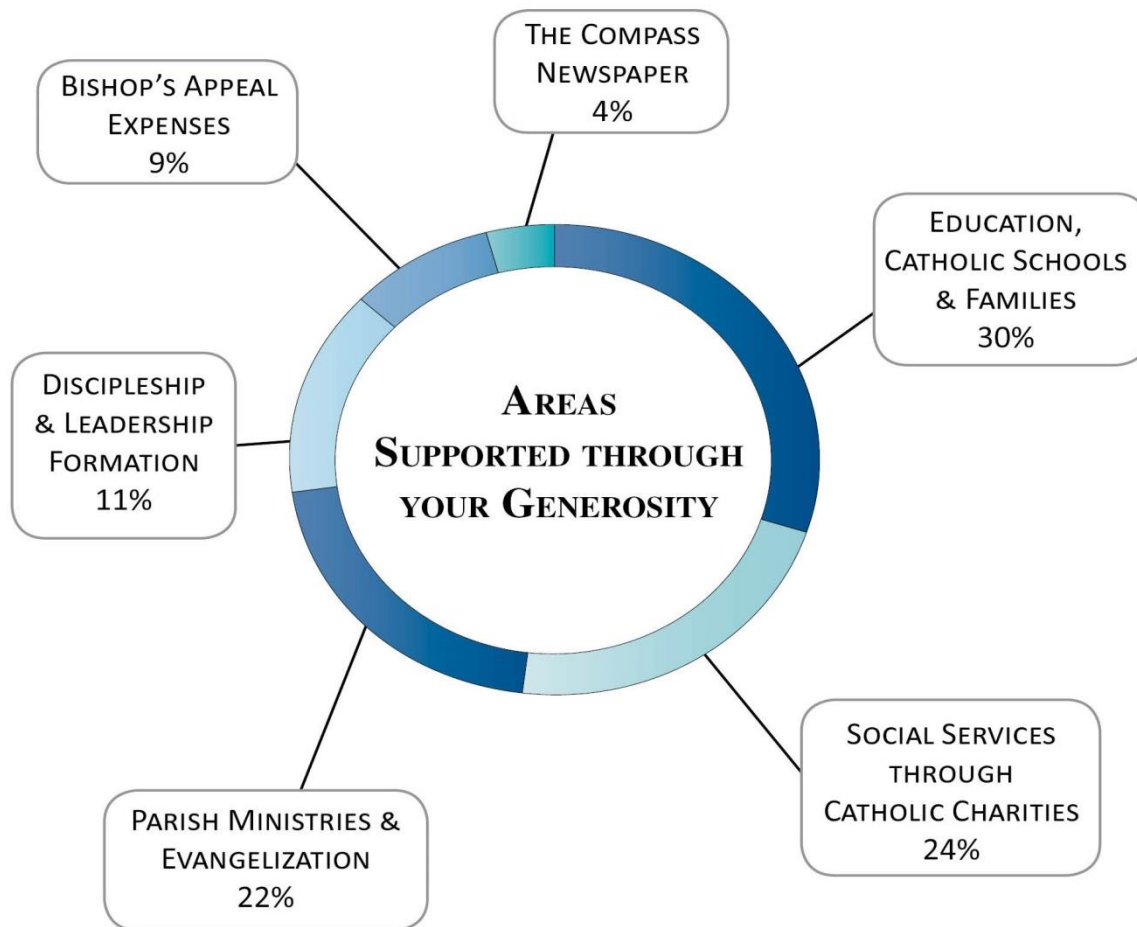 The Compass
Newspaper
4%
Bishop’s Appeal
Expenses
9%
Education,
Catholic Schools
& Families
30%
Areas
Supported through
your Generosity
Discipleship
& Leadership
Formation
11%
Social Services
through
Catholic Charities
24%
Parish Ministries &
Evangelization
22%